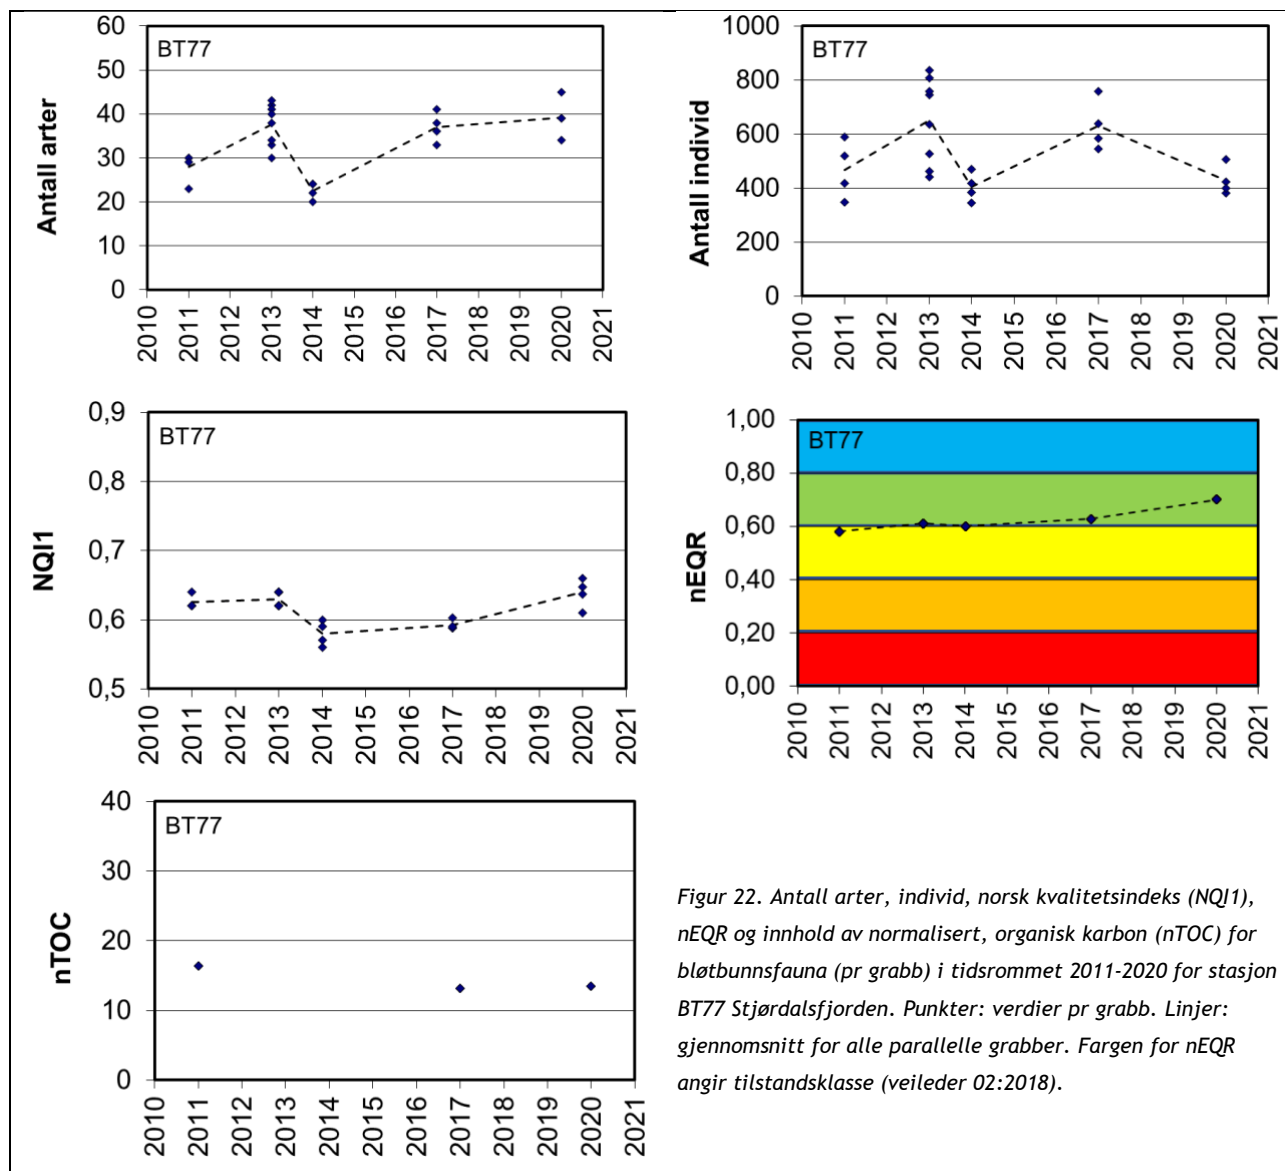 Antall arter
BT77
60
50
40
30
20
10
0
2010 2011 2012 2013 2014 2015 2016 2017 2018 2019 2020 2021
Antall individ
BT77
1000
800
600
400
200
0
2010 2011 2012 2013 2014 2015 2016 2017 2018 2019 2020 2021
NQI1
BT77
0,9
0,8
0,7
0,6
0,5
2010 2011 2012 2013 2014 2015 2016 2017 2018 2019 2020 2021
nEQR
BT77
1,00
0,80
0,60
0,40
0,20
0,00
2010 2011 2012 2013 2014 2015 2016 2017 2018 2019 2020 2021
nTOC
BT77
40
30
20
10
0
2010 2011 2012 2013 2014 2015 2016 2017 2018 2019 2020 2021
Figur 22. Antall arter, individ, norsk kvalitetsindeks (NQI1),
nEQR og innhold av normalisert, organisk karbon (nTOC) for
bløtbunnsfauna (pr grabb) i tidsrommet 2011-2020 for stasjon
BT77 Stjørdalsfjorden. Punkter: verdier pr grabb. Linjer:
gjennomsnitt for alle parallelle grabber. Fargen for nEQR
angir tilstandsklasse (veileder 02:2018).